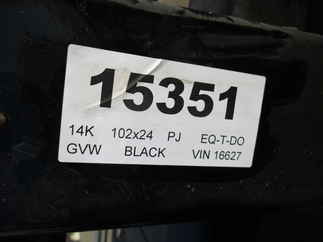 15351
14K 102x24 PJ EQ-T-DO
GVW BLACK VIN 16627